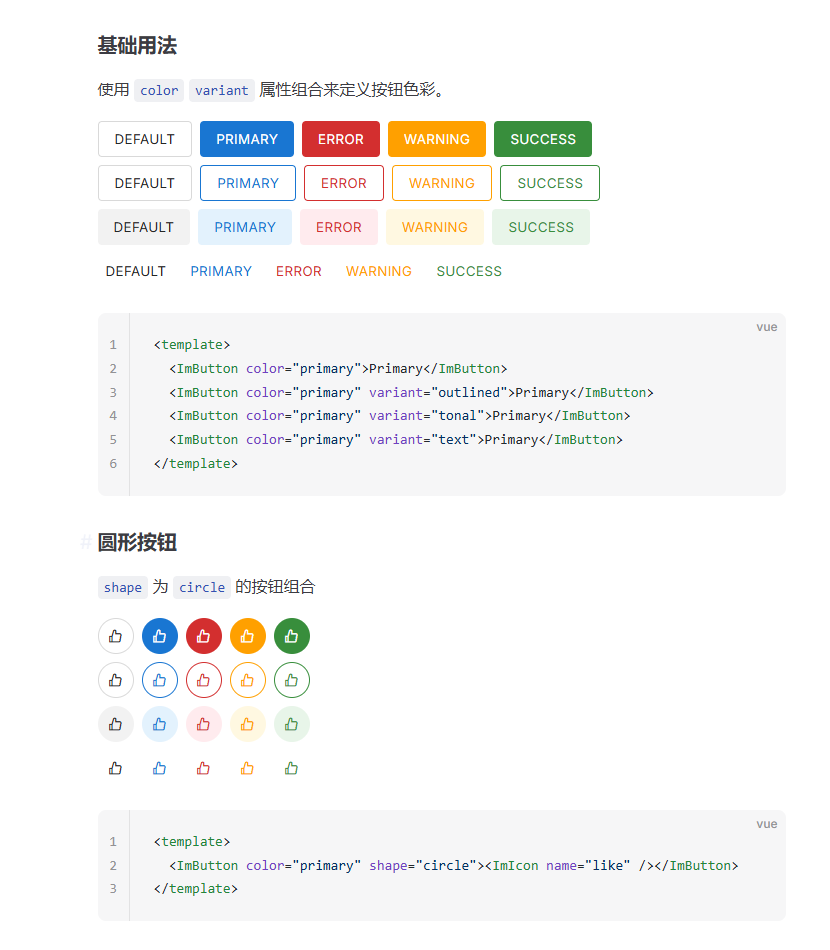 基础用法
使用 color variant 属性组合来定义按钮色彩。
DEFAULT PRIMARY ERROR WARNING SUCCESS
DEFAULT PRIMARY ERROR WARNING SUCCESS
DEFAULT PRIMARY ERROR WARNING SUCCESS
DEFAULT PRIMARY ERROR WARNING SUCCESS
vue
1 <template>
2 <ImButton color="primary">Primary</ImButton>
3 <ImButton color="primary" variant="outlined">Primary</ImButton>
4 <ImButton color="primary" variant="tonal">Primary</ImButton>
5 <ImButton color="primary" variant="text">Primary</ImButton>
6 </template>
# 圆形按钮
shape 为 circle 的按钮组合
vue
1 <template>
2 <ImButton color="primary" shape="circle"><ImIcon name="like" /></ImButton>
3 </template>